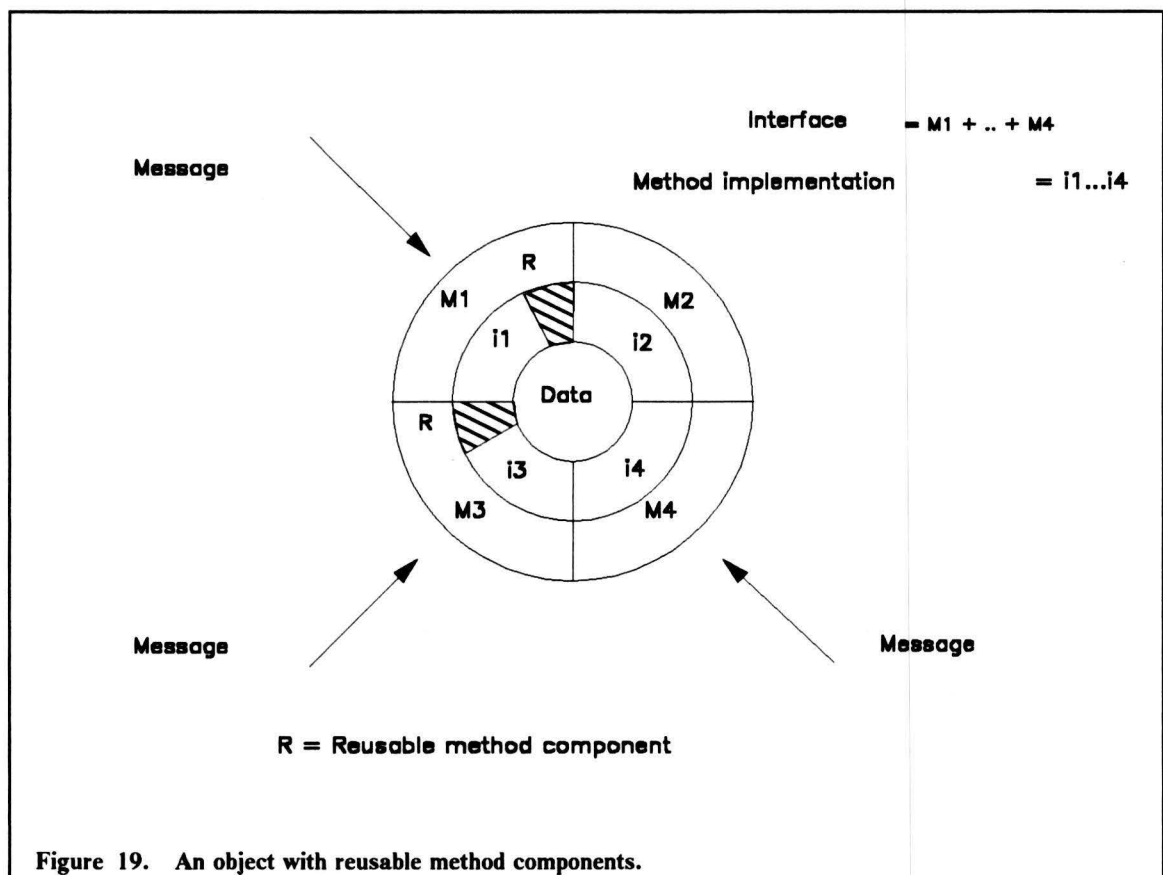 Interface = M1 + .. + M4
Message
Method implementation = i1...i4
R
M1
M2
i1
i2
Data
R
i3
i4
M3
M4
Message
Message
R = Reusable method component
Figure 19. An object with reusable method components.